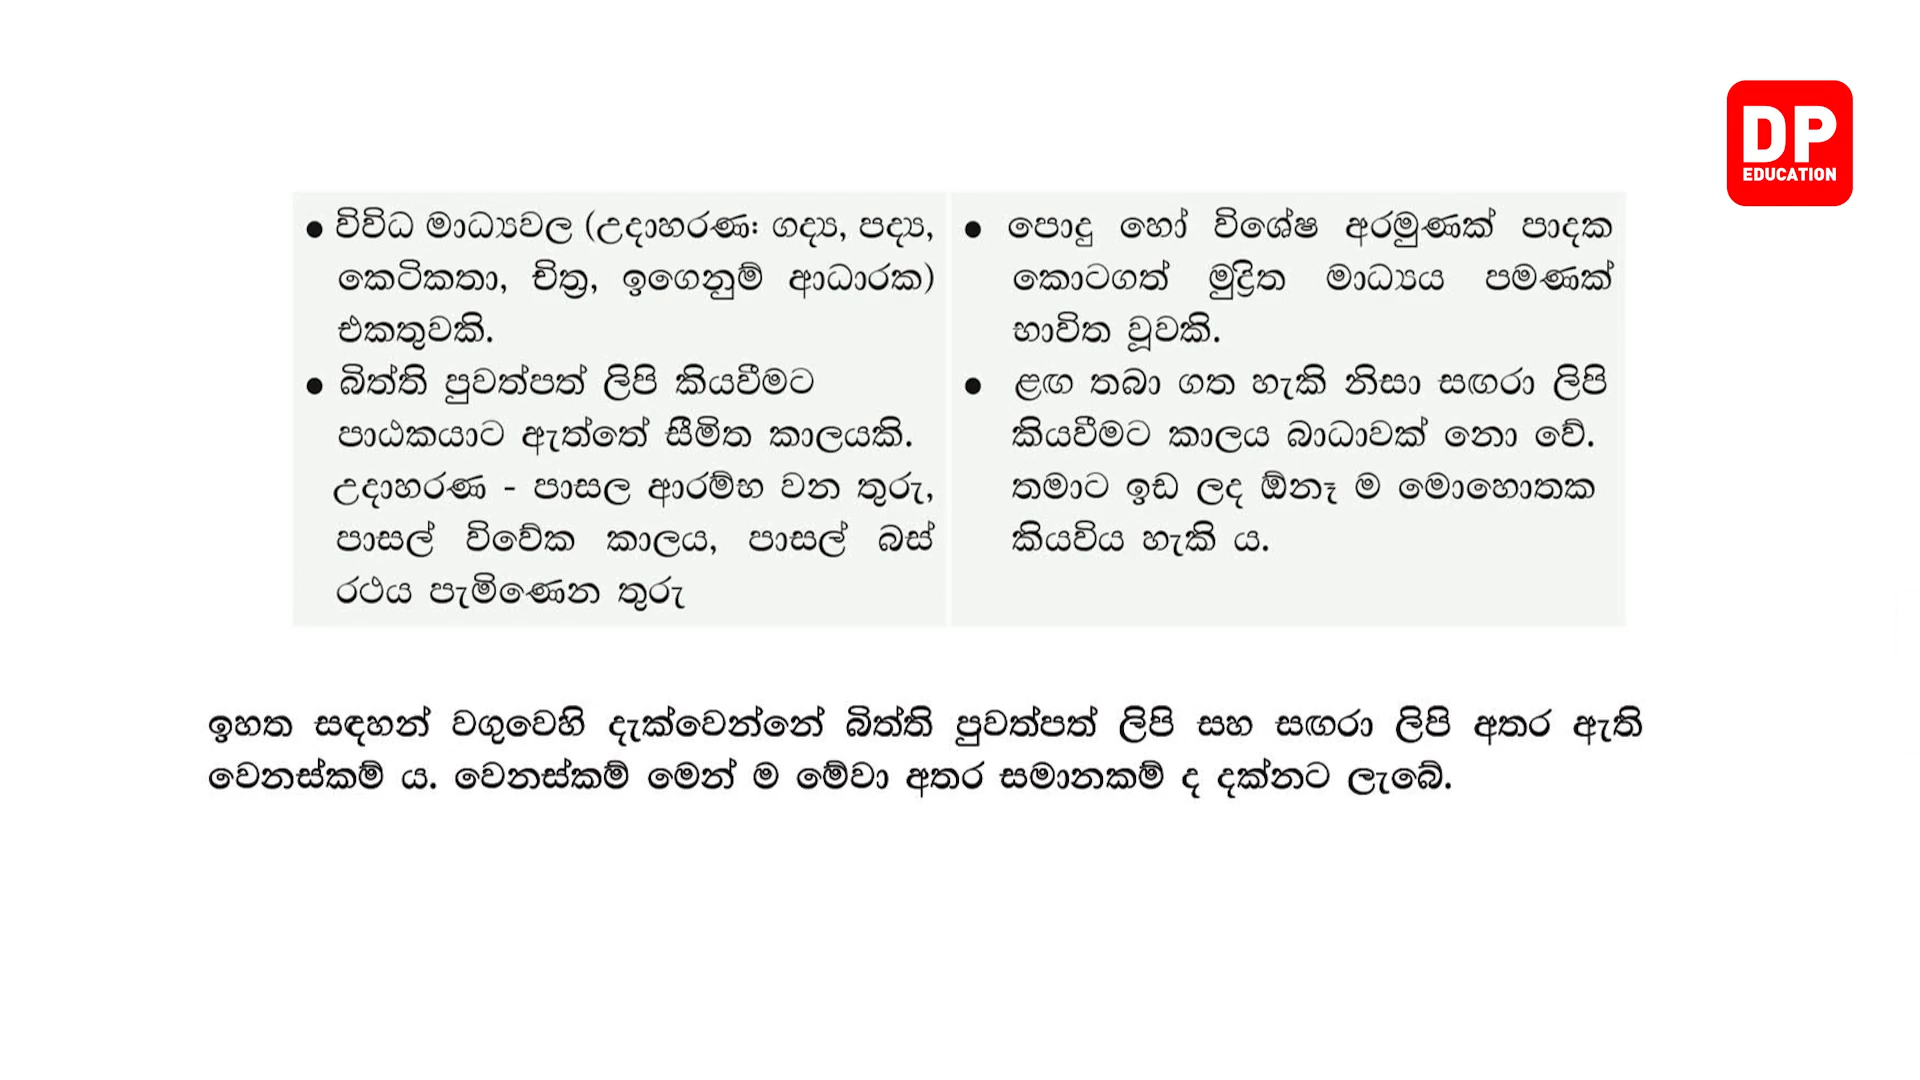 DP
EDUCATION
● විවිධ මාධ්‍යවල (උදාහරණ: ගද්‍ය, පද්‍ය,
කෙටිකතා, චිත්‍ර, ඉගෙනුම් ආධාරක)
එකතුවකි.
● බිත්ති පුවත්පත් ලිපි කියවීමට
පාඨකයාට ඇත්තේ සීමිත කාලයකි.
උදාහරණ - පාසල ආරම්භ වන තුරු,
පාසල් විවේක කාලය, පාසල් බස්
රථය පැමිණෙන තුරු
● පොදු හෝ විශේෂ අරමුණක් පාදක
කොටගත් මුද්‍රිත මාධ්‍යය පමණක්
භාවිත වූවකි.
● ළඟ තබා ගත හැකි නිසා සඟරා ලිපි
කියවීමට කාලය බාධාවක් නො වේ.
තමාට ඉඩ ලද ඕනෑ ම මොහොතක
කියවිය හැකි ය.
ඉහත සඳහන් වගුවෙහි දැක්වෙන්නේ බිත්ති පුවත්පත් ලිපි සහ සඟරා ලිපි අතර ඇති
වෙනස්කම් ය. වෙනස්කම් මෙන් ම මේවා අතර සමානකම් ද දක්නට ලැබේ.